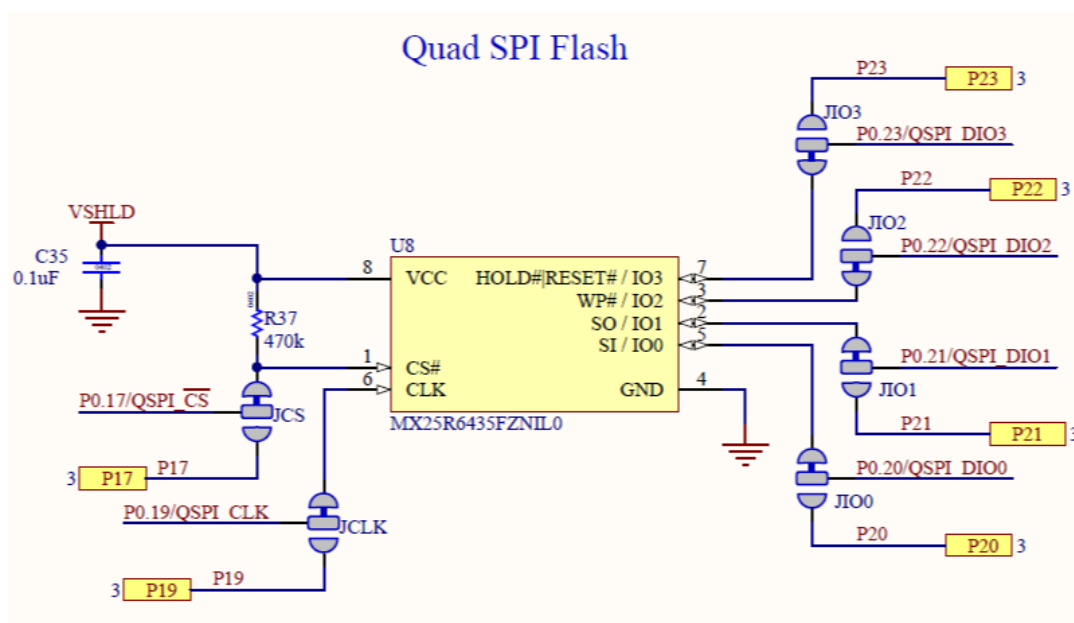 Quad SPI Flash
P23
P23 3
JIO3
P0.23/QSPI_DIO3
P22
P22 3
JIO2
P0.22/QSPI_DIO2
VSHLD
C35
0.1uF
0402
U8
8 VCC
HOLD#|RESET# / IO3 7
WP# / IO2 3
SO / IO1 2
SI / IO0 5
0402
R37
470k
1 CS#
6 CLK
GND 4
MX25R6435FZNIL0
P0.21/QSPI_DIO1
JIO1
P21
P21 3
P0.17/QSPI_CS
JCS
3 P17
P17
P0.20/QSPI_DIO0
JIO0
P20
P20 3
P0.19/QSPI_CLK
JCLK
3 P19
P19